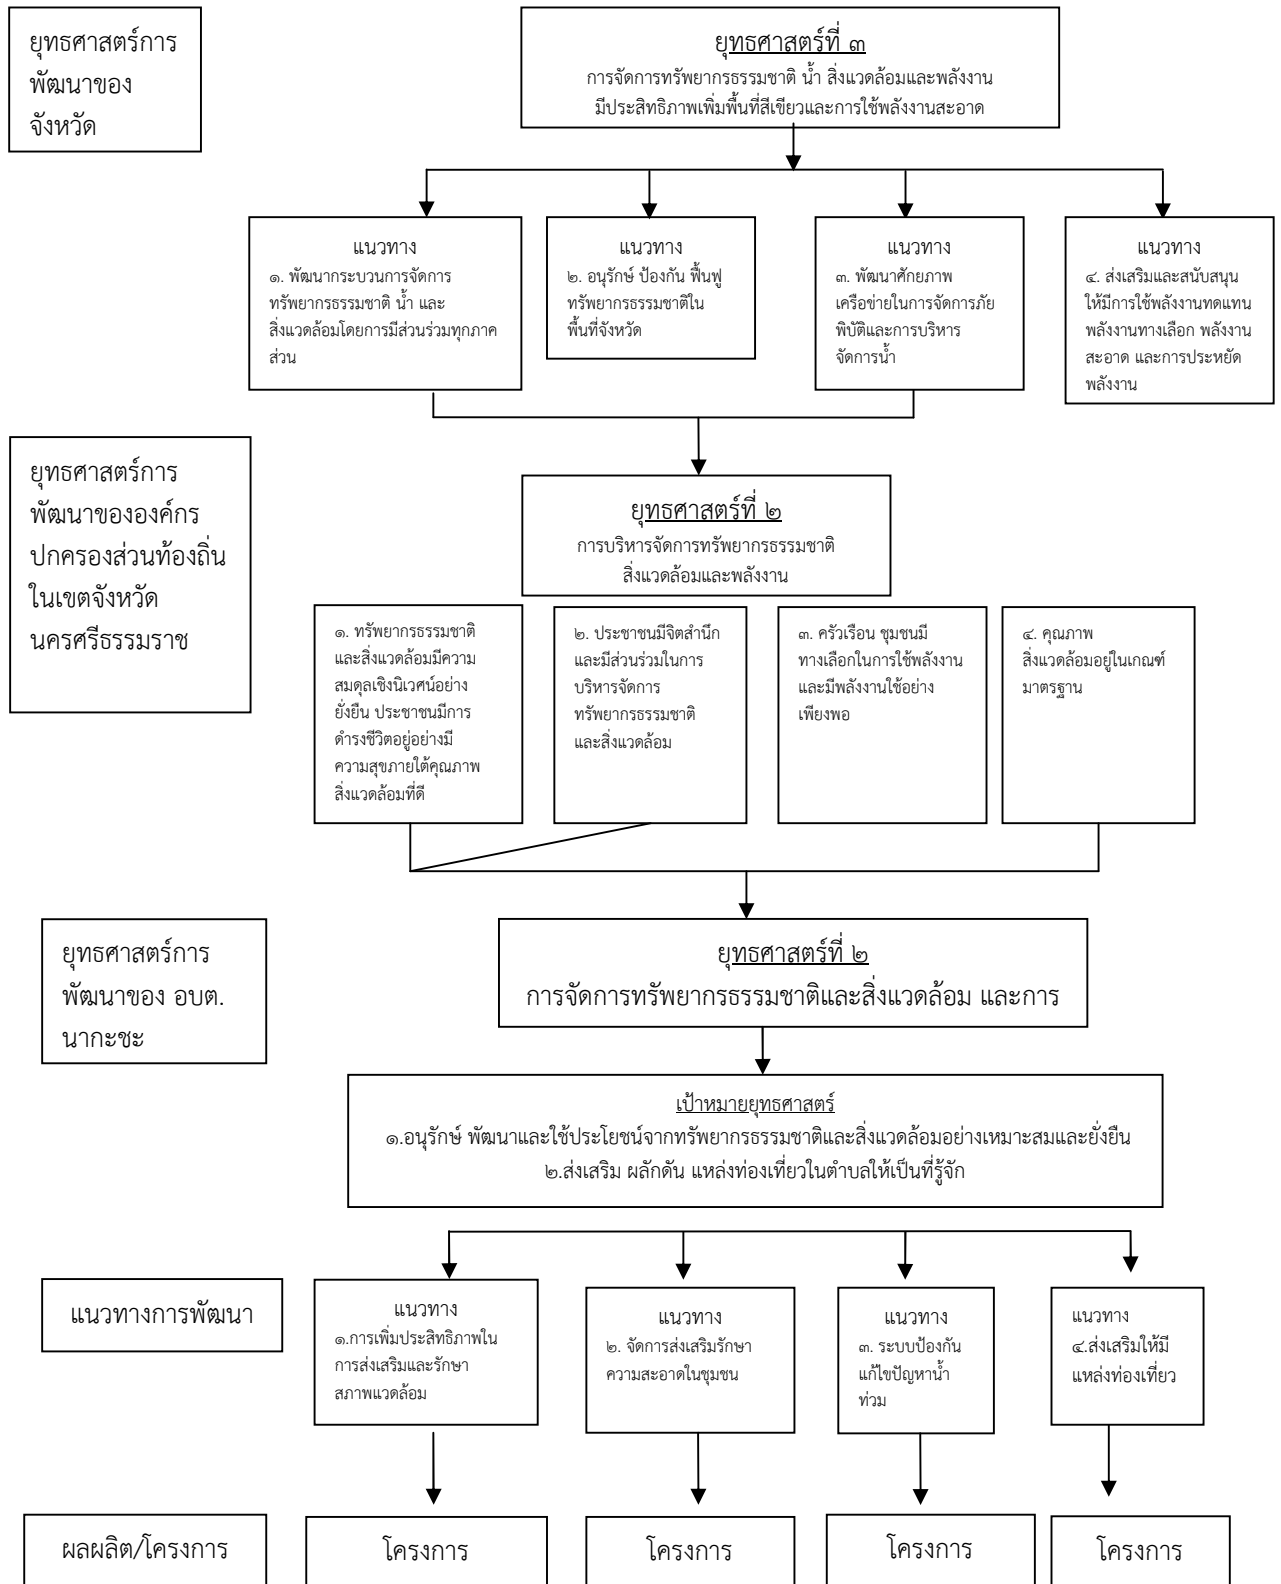 ยุทธศาสตร์การ
พัฒนาของ
จังหวัด
ยุทธศาสตร์ที่ ๓
การจัดการทรัพยากรธรรมชาติ น้ำ สิ่งแวดล้อมและพลังงาน
มีประสิทธิภาพเพิ่มพื้นที่สีเขียวและการใช้พลังงานสะอาด
แนวทาง
๑. พัฒนากระบวนการจัดการ
ทรัพยากรธรรมชาติ น้ำ และ
สิ่งแวดล้อมโดยการมีส่วนร่วมทุกภาค
ส่วน
แนวทาง
๒. อนุรักษ์ ป้องกัน ฟื้นฟู
ทรัพยากรธรรมชาติใน
พื้นที่จังหวัด
แนวทาง
๓. พัฒนาศักยภาพ
เครือข่ายในการจัดการภัย
พิบัติและการบริหาร
จัดการน้ำ
แนวทาง
๔. ส่งเสริมและสนับสนุน
ให้มีการใช้พลังงานทดแทน
พลังงานทางเลือก พลังงาน
สะอาด และการประหยัด
พลังงาน
ยุทธศาสตร์การ
พัฒนาขององค์กร
ปกครองส่วนท้องถิ่น
ในเขตจังหวัด
นครศรีธรรมราช
ยุทธศาสตร์ที่ ๒
การบริหารจัดการทรัพยากรธรรมชาติ
สิ่งแวดล้อมและพลังงาน
๑. ทรัพยากรธรรมชาติ
และสิ่งแวดล้อมมีความ
สมดุลเชิงนิเวศน์อย่าง
ยั่งยืน ประชาชนมีการ
ดำรงชีวิตอยู่อย่างมี
ความสุขภายใต้คุณภาพ
สิ่งแวดล้อมที่ดี
๒. ประชาชนมีจิตสำนึก
และมีส่วนร่วมในการ
บริหารจัดการ
ทรัพยากรธรรมชาติ
และสิ่งแวดล้อม
๓. ครัวเรือน ชุมชนมี
ทางเลือกในการใช้พลังงาน
และมีพลังงานใช้อย่าง
เพียงพอ
๔. คุณภาพ
สิ่งแวดล้อมอยู่ในเกณฑ์
มาตรฐาน
ยุทธศาสตร์การ
พัฒนาของ อบต.
นากะชะ
ยุทธศาสตร์ที่ ๒
การจัดการทรัพยากรธรรมชาติและสิ่งแวดล้อม และการ
เป้าหมายยุทธศาสตร์
๑.อนุรักษ์ พัฒนาและใช้ประโยชน์จากทรัพยากรธรรมชาติและสิ่งแวดล้อมอย่างเหมาะสมและยั่งยืน
๒.ส่งเสริม ผลักดัน แหล่งท่องเที่ยวในตำบลให้เป็นที่รู้จัก
แนวทางการพัฒนา
แนวทาง
๑.การเพิ่มประสิทธิภาพใน
การส่งเสริมและรักษา
สภาพแวดล้อม
แนวทาง
๒. จัดการส่งเสริมรักษา
ความสะอาดในชุมชน
แนวทาง
๓. ระบบป้องกัน
แก้ไขปัญหาน้ำ
ท่วม
แนวทาง
๔.ส่งเสริมให้มี
แหล่งท่องเที่ยว
ผลผลิต/โครงการ
โครงการ
โครงการ
โครงการ
โครงการ